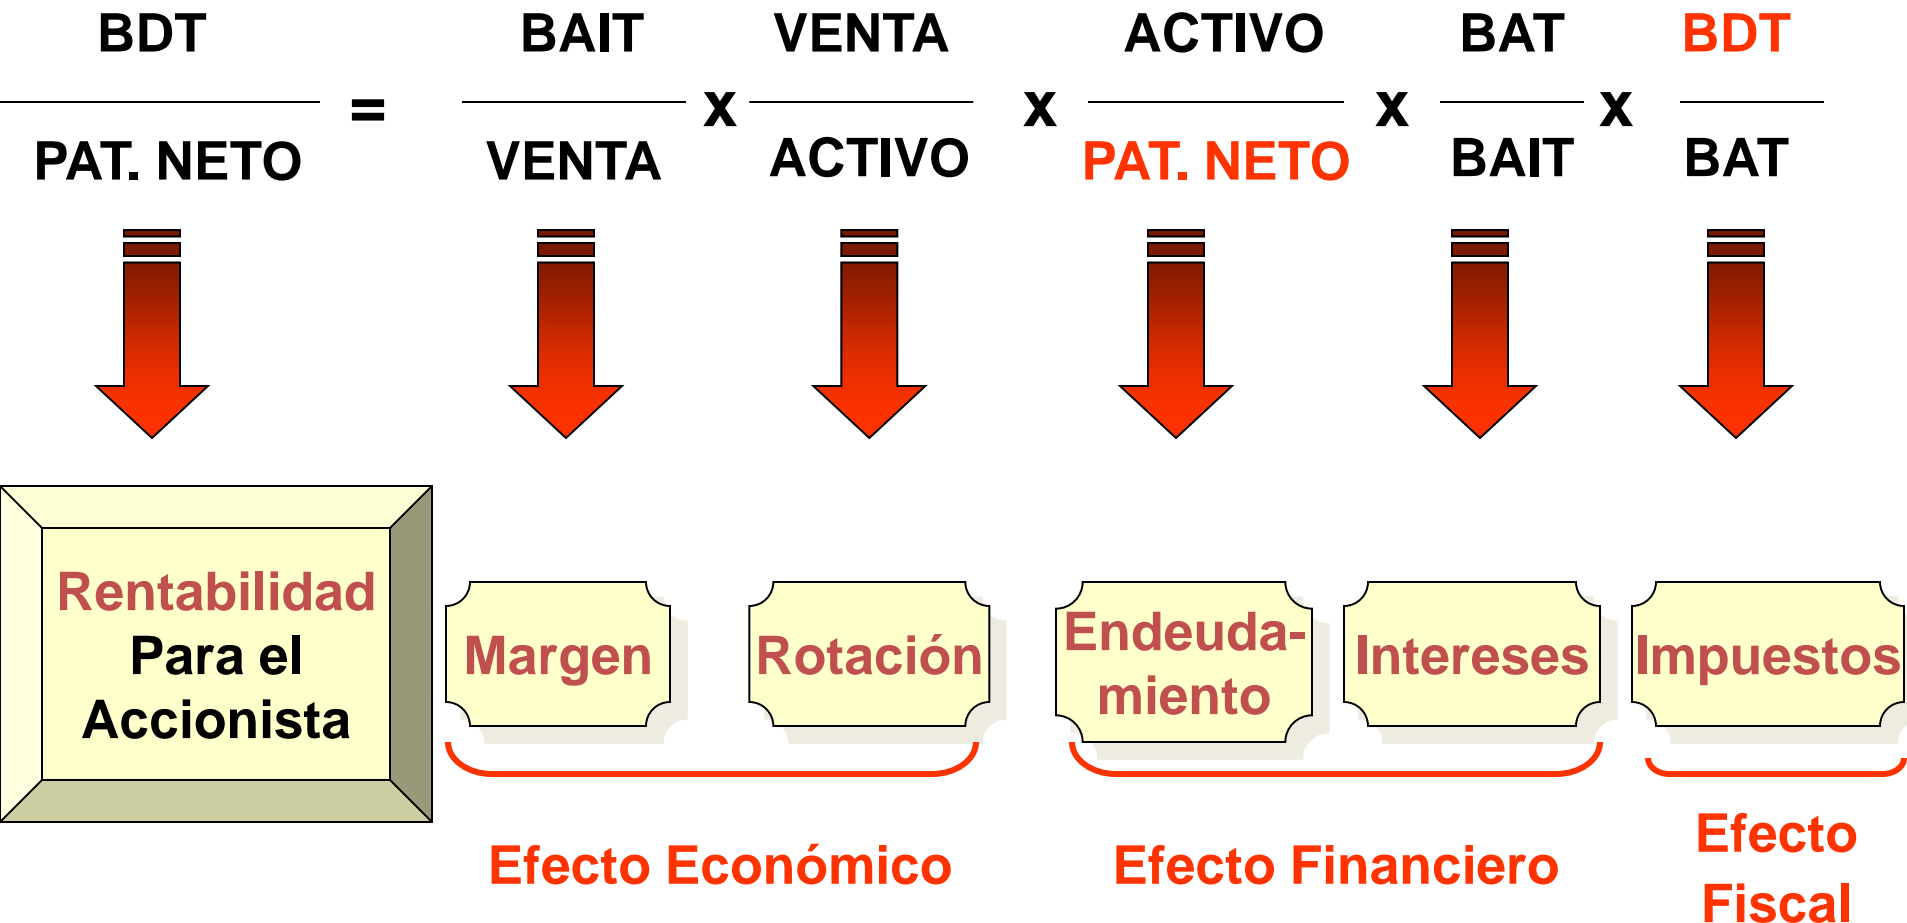 BDT BAIT VENTA ACTIVO BAT BDT
= x x x x
PAT. NETO VENTA ACTIVO PAT. NETO BAIT BAT
Rentabilidad
Para el
Accionista
Margen
Rotación
Endeuda-
miento
Intereses
Impuestos
Efecto Económico
Efecto Financiero
Efecto
Fiscal